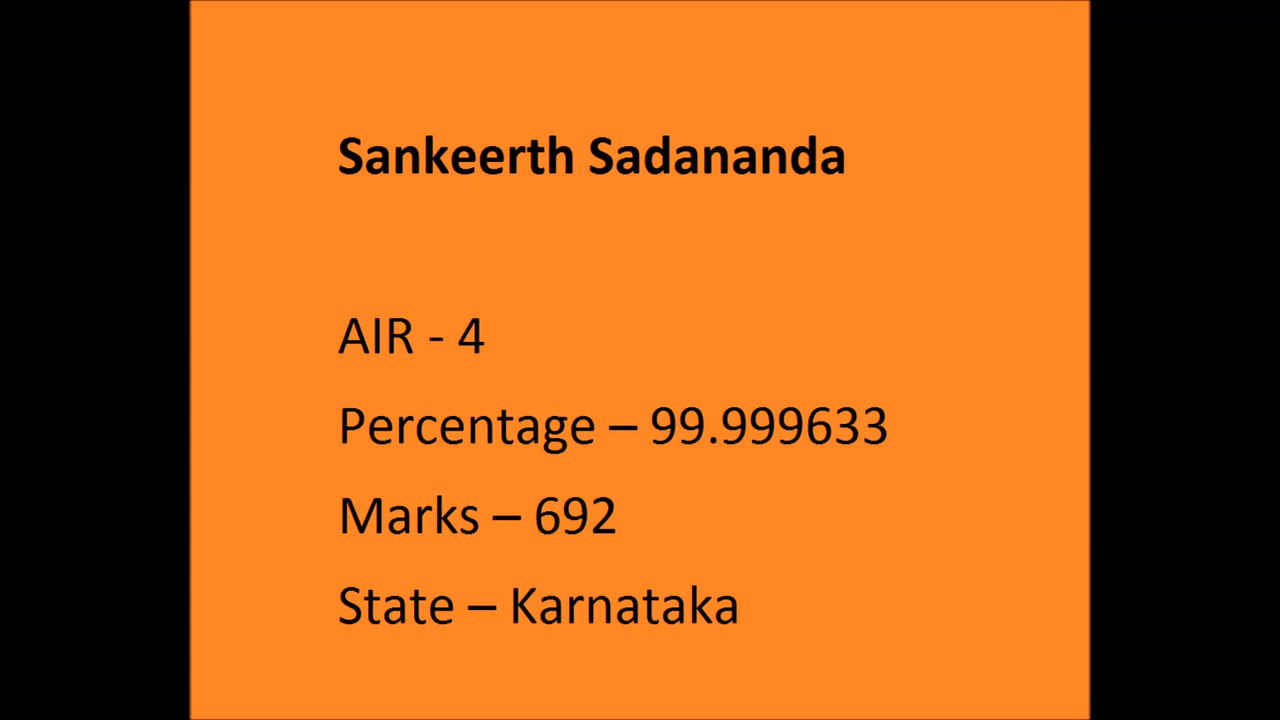 Sankeerth Sadananda
AIR - 4
Percentage – 99.999633
Marks – 692
State – Karnataka